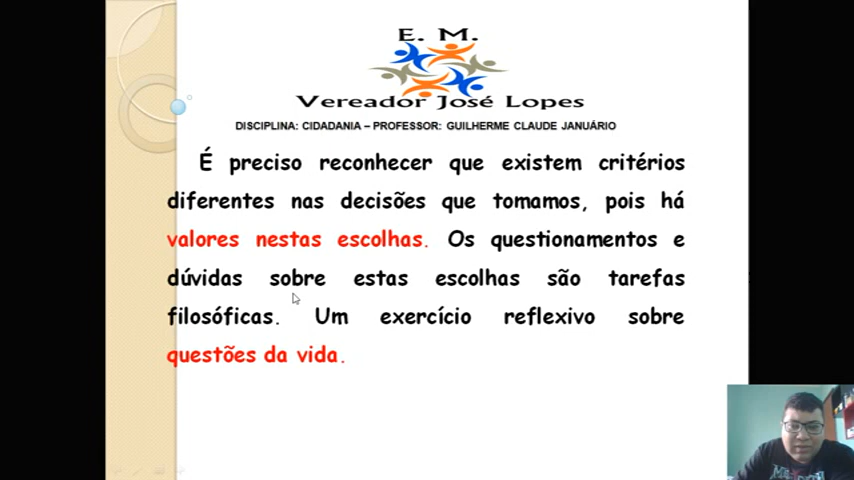 E. M.
Vereador José Lopes
DISCIPLINA: CIDADANIA – PROFESSOR: GUILHERME CLAUDE JANUÁRIO
É preciso reconhecer que existem critérios
diferentes nas decisões que tomamos, pois há
valores nestas escolhas. Os questionamentos e
dúvidas sobre estas escolhas são tarefas
filosóficas. Um exercício reflexivo sobre
questões da vida.